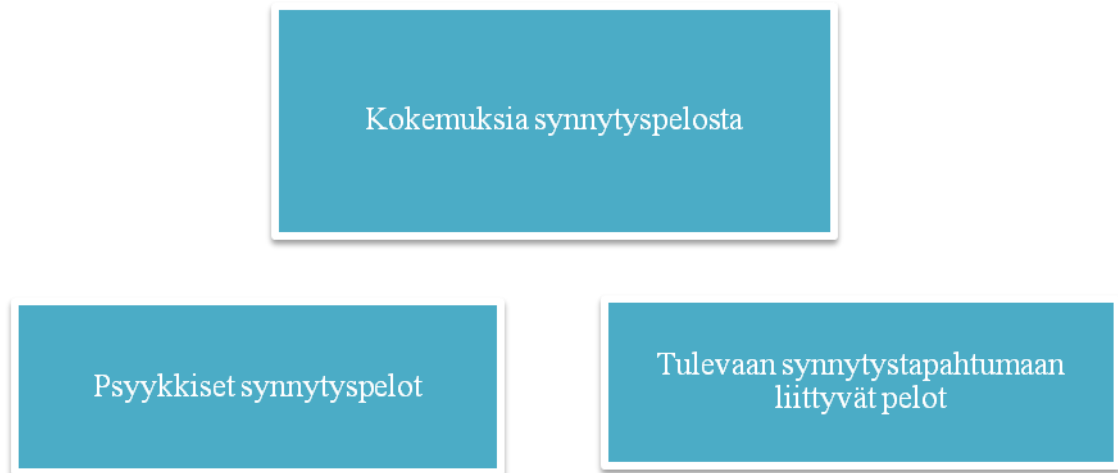 Kokemuksia synnytyspelosta
Psyykkiset synnytyspelot
Tulevaan synnytystapahtumaan
liittyvät pelot